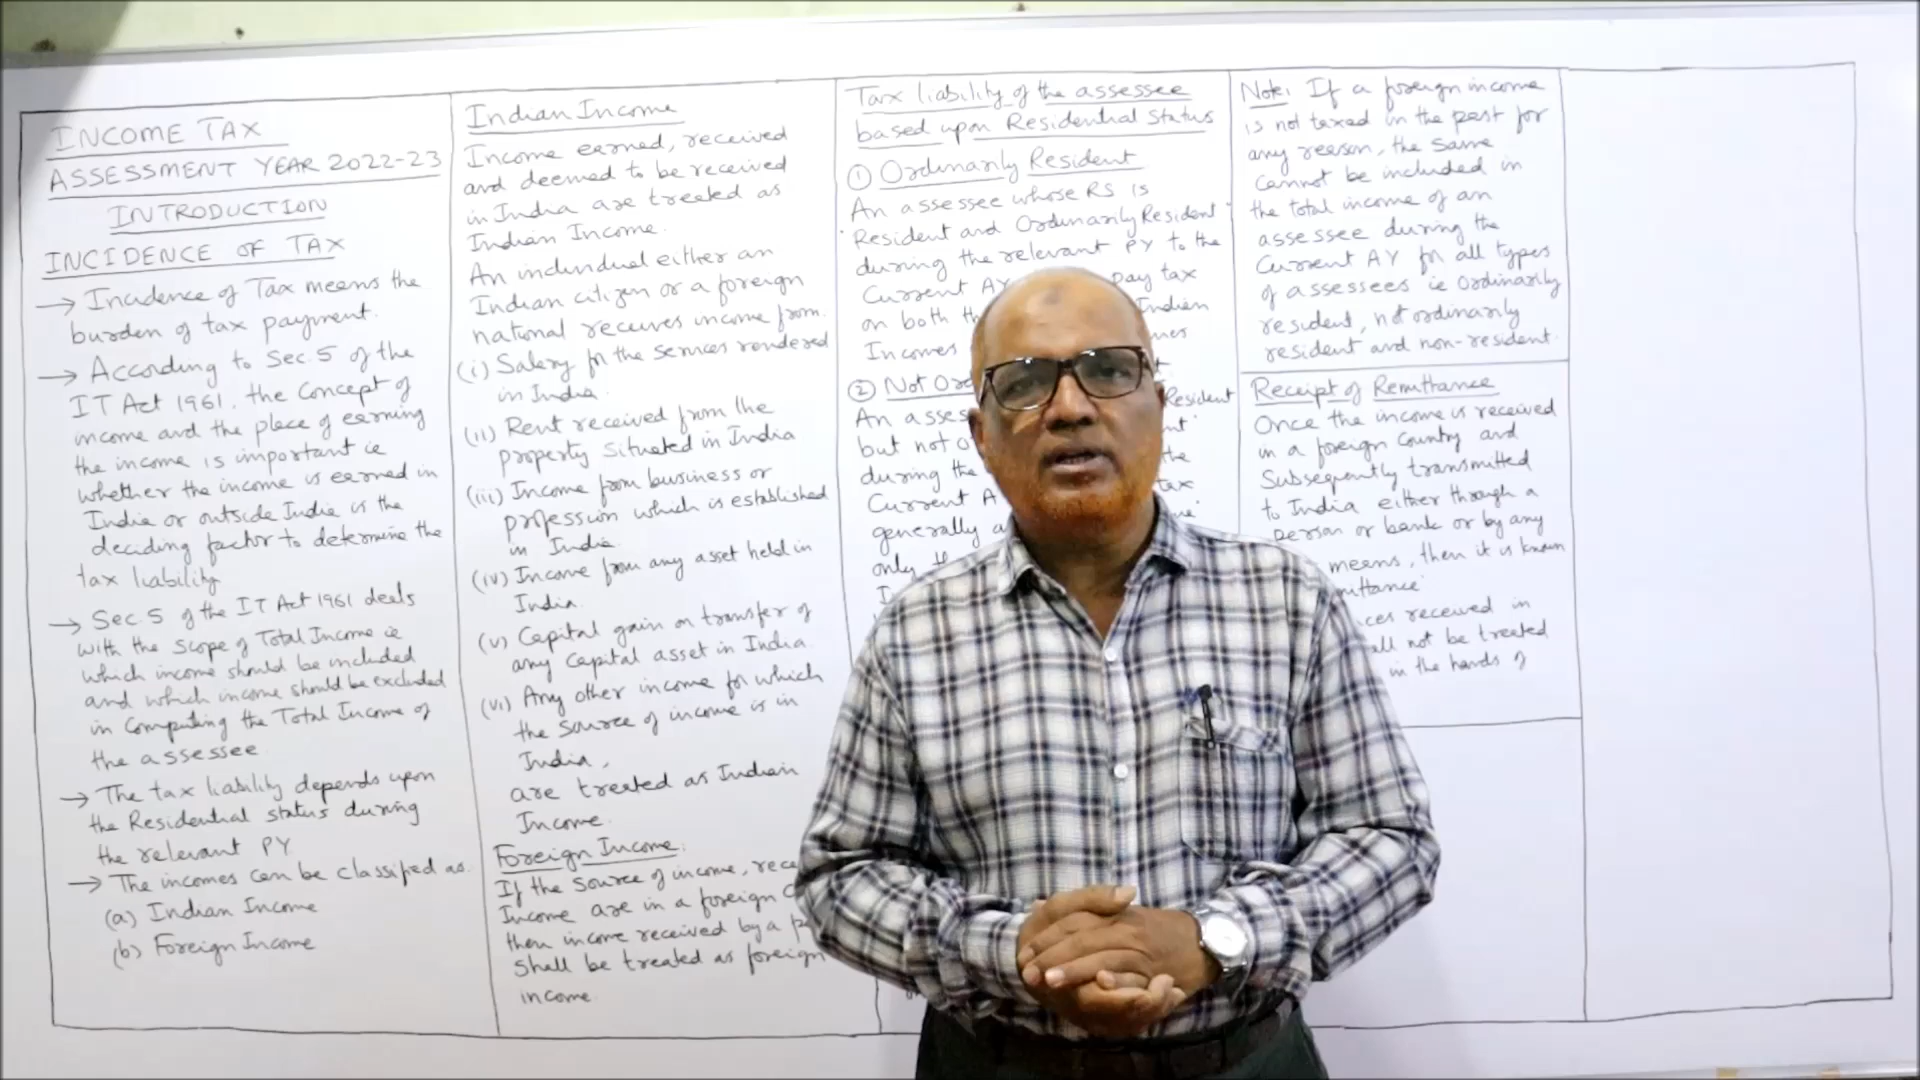 INCOME TAX
ASSESSMENT YEAR 2022-23
INTRODUCTION
INCIDENCE OF TAX
→ Incidence of Tax means the
burden of tax payment.
→ According to Sec.5 of the
IT Act 1961. the Concept of
income and the place of earning
the income is important ie
whether the income is earned in
India or outside India is the
deciding factor to determine the
tax liability
→ Sec.5 of the IT Act 1961 deals
with the scope of Total Income ie
which income should be included
and which income should be excluded
in Computing the Total Income of
the assessee
→ The tax liability depends upon
the Residential status during
the relevant PY
→ The incomes can be classified as.
(a) Indian Income
(b) Foreign Income
Indian Income
Income earned, received
and deemed to be received
in India are treated as
Indian Income.
An individual either an
Indian citizen or a foreign
national receives income from.
(i) Salary for the services rendered
in India.
(ii) Rent received from the
property situated in India
(iii) Income from business or
profession which is established
in India
(iv) Income from any asset held in
India.
(v) Capital gain on transfer of
any Capital asset in India.
(vi) Any other income for which
the source of income is in
India,
are treated as Indian
Income.
Foreign Income.
If the source of income, rece
Income are in a foreign C
then income received by a pe
shall be treated as foreign
income.
Tax liability of the assessee
based upon Residential Status
① Ordinarily Resident
An assessee whose RS is
Resident and Ordinarily Resident
during the relevant PY to the
Current AY pay tax
on both th Indian
Incomes mes
② Not Ord
An asses Resident
but not o nt'
during the the
Current A tax
generally a
only If
I
Note: If a foreign income
is not taxed in the past for
any reason, the same
cannot be included in
the total income of an
assessee during the
Current AY for all types
of assessees ie Ordinarily
resident, not ordinarily
resident and non-resident.
Receipt of Remittance
Once the income is received
in a foreign Country and
Subsequently transmitted
to India either through a
person or bank or by any
means, then it is known
mittance'
ces received in
all not be treated
in the hands of